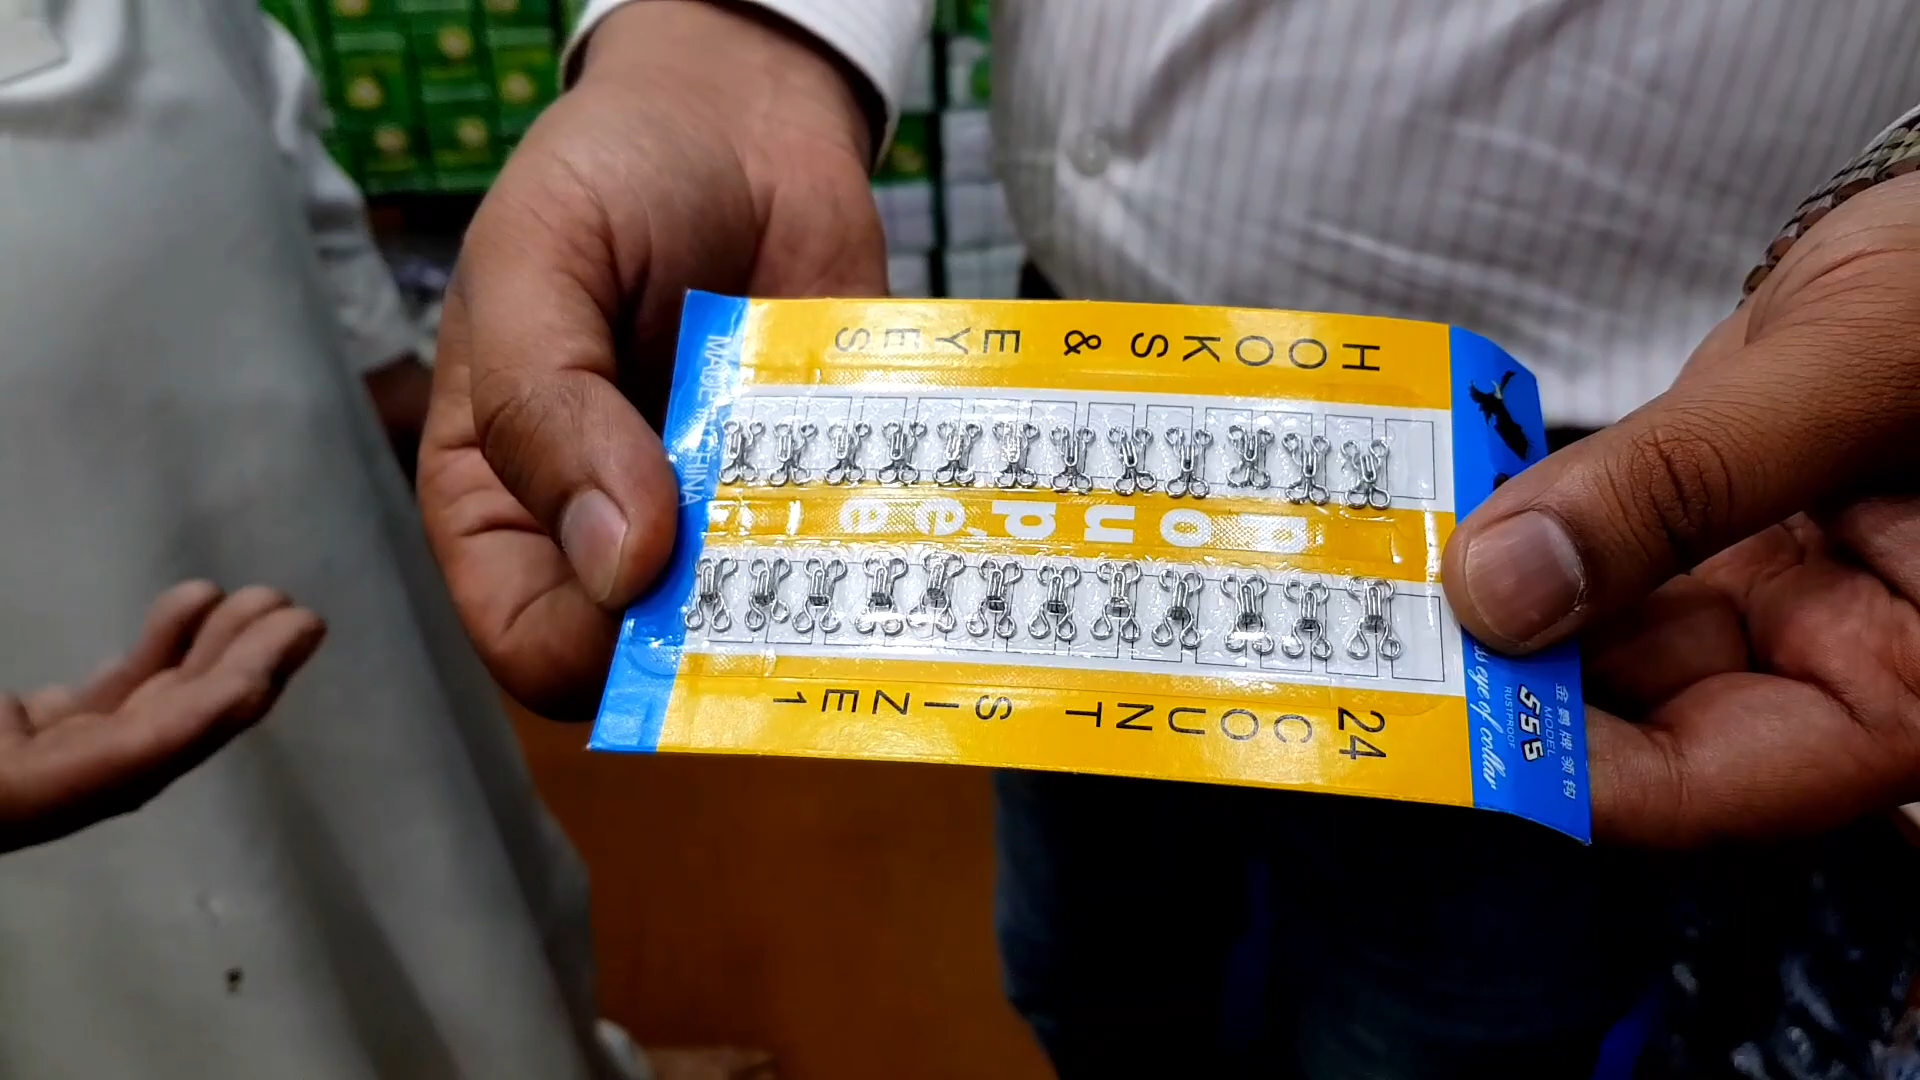 24 COUNT SIZE 1
HOOKS & EYES
MODEL
555
RUSTPROOF
eye of collar
MADE IN CHINA